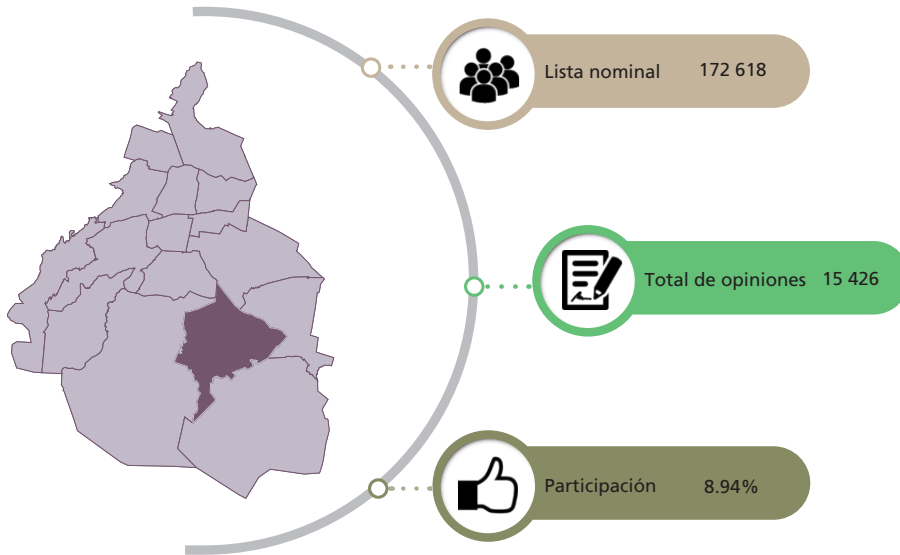 Lista nominal 172 618
Total de opiniones 15 426
Participación 8.94%